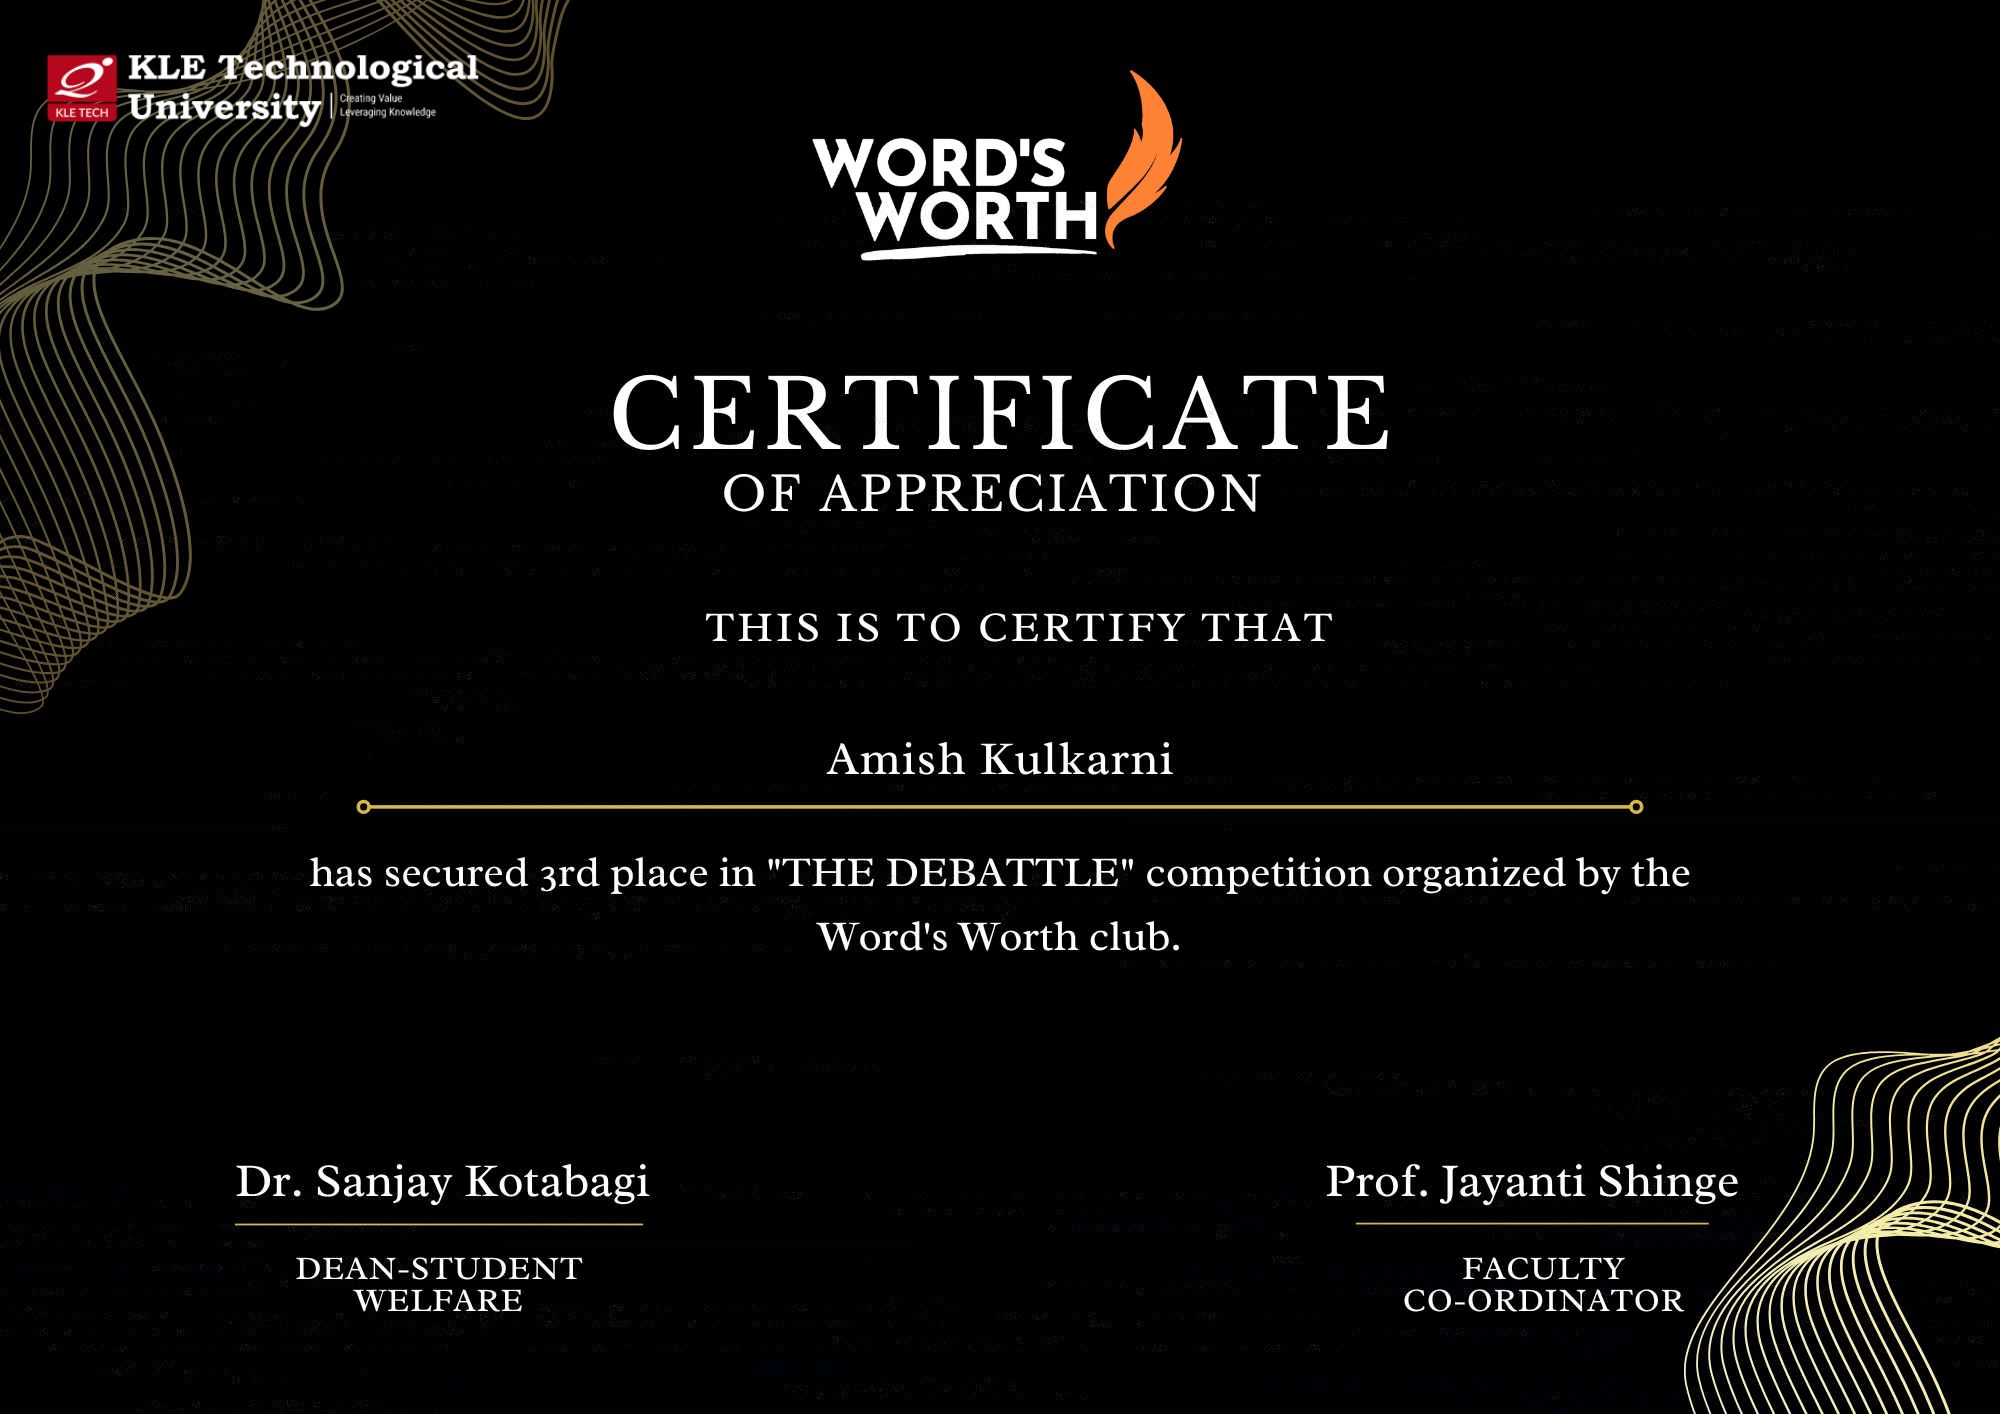 KLE Technological
University
Creating Value
Leveraging Knowledge
KLE TECH
WORD'S
WORTH
CERTIFICATE
OF APPRECIATION
THIS IS TO CERTIFY THAT
Amish Kulkarni
has secured 3rd place in "THE DEBATTLE" competition organized by the
Word's Worth club.
Dr. Sanjay Kotabagi
DEAN-STUDENT
WELFARE
Prof. Jayanti Shinge
FACULTY
CO-ORDINATOR